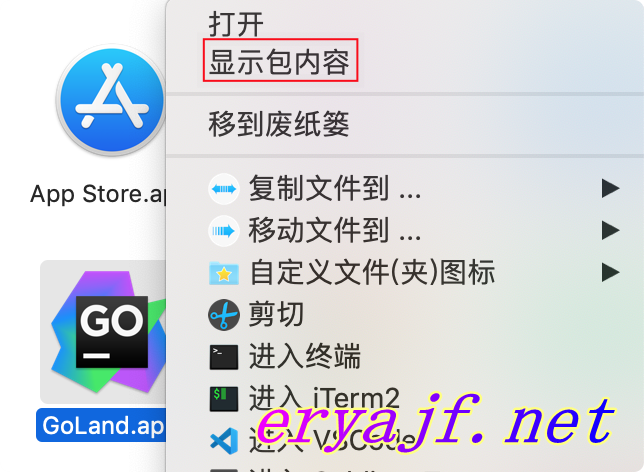 打开
显示包内容
移到废纸篓
App Store.ap
复制文件到 ...
移动文件到 ...
自定义文件(夹)图标
剪切
GO
进入终端
进入 iTerm2
GoLand.ap
进入 VSCode
eryajf.net